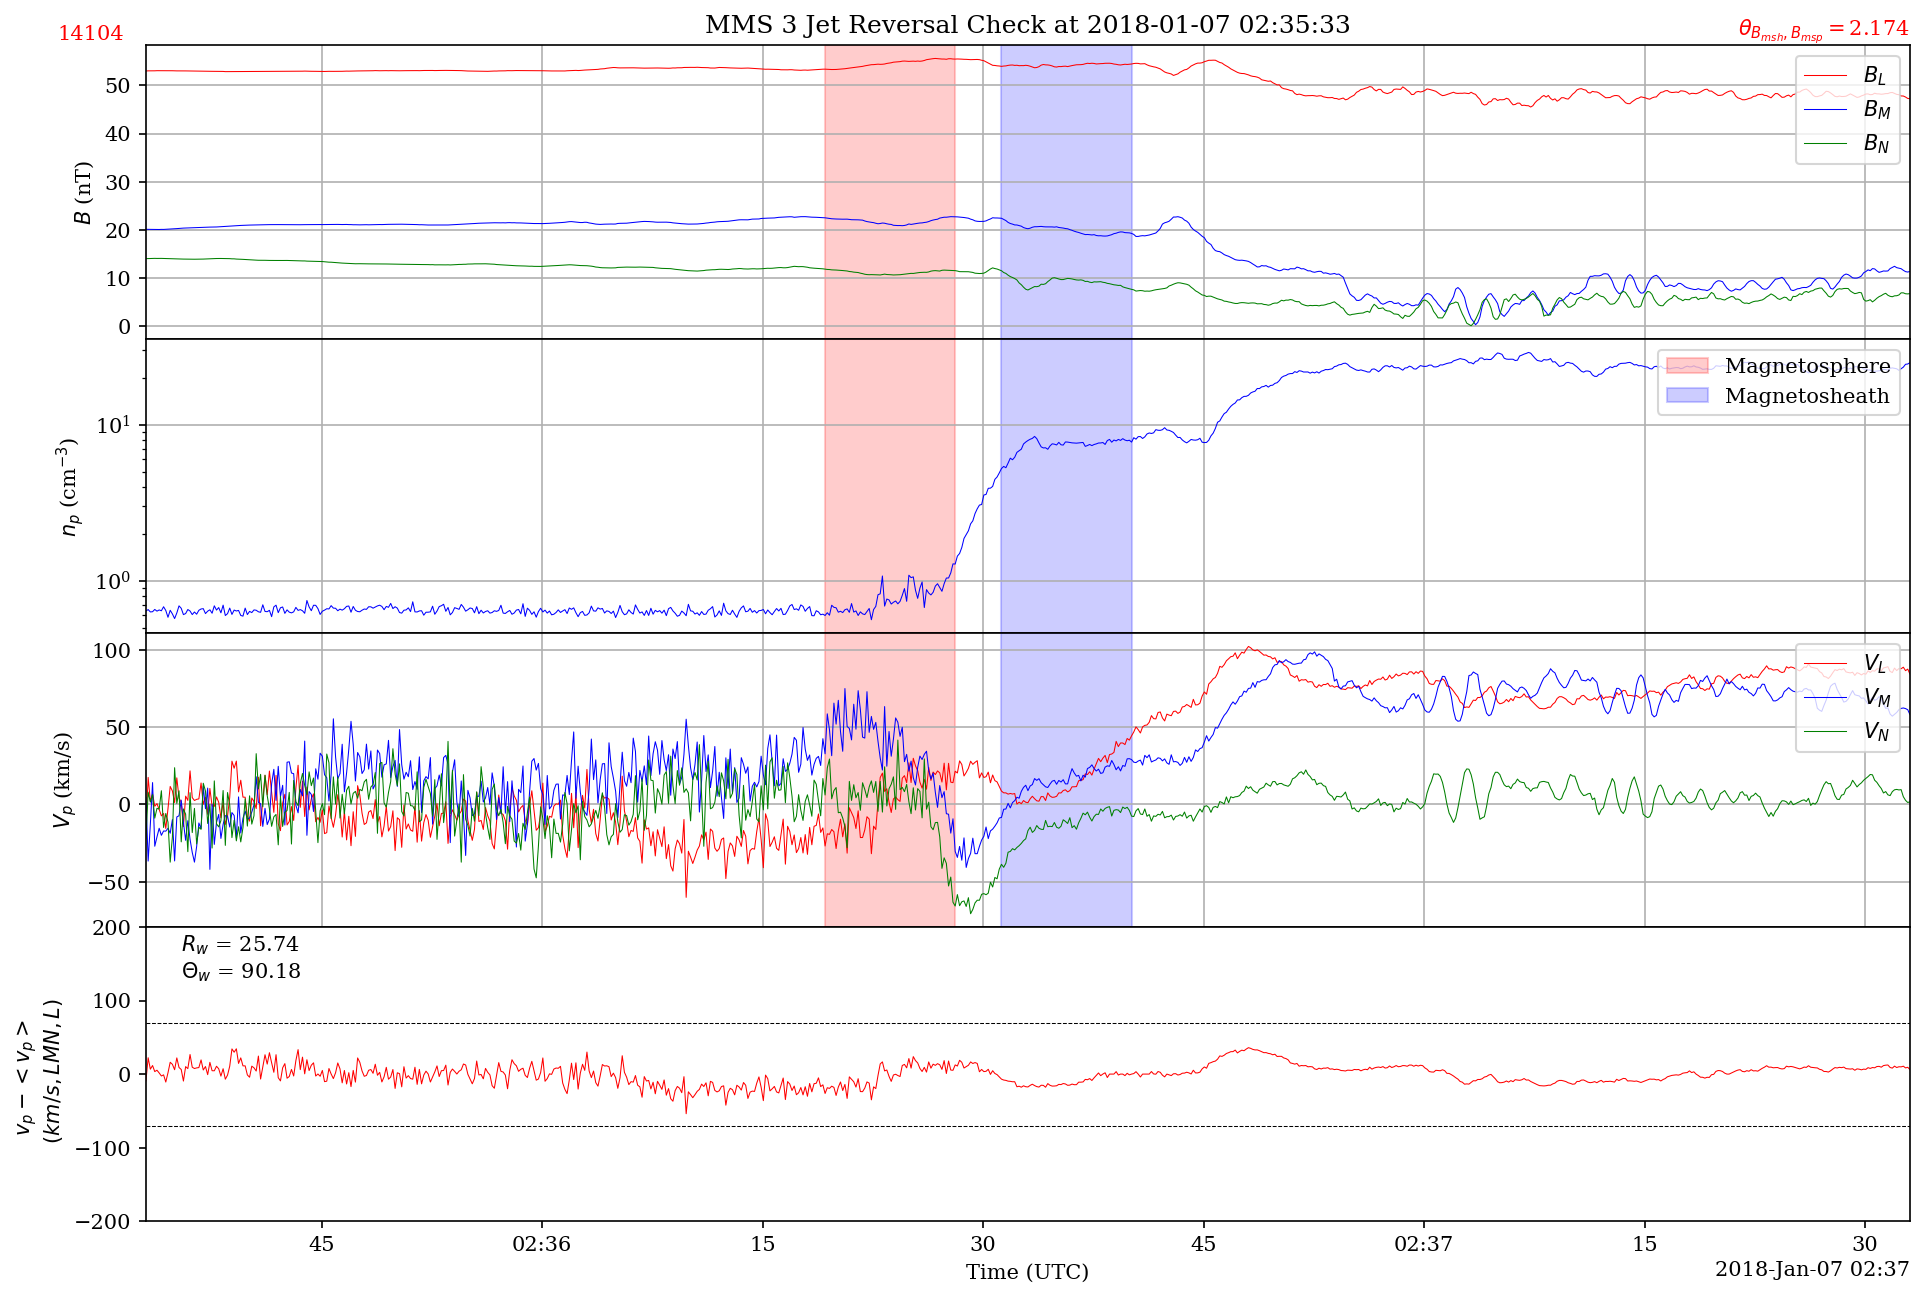 14104
MMS 3 Jet Reversal Check at 2018-01-07 02:35:33
θ_{B_{msh}, B_{msp}} = 2.174
B (nT)
50
40
30
20
10
0
B_L
B_M
B_N
n_p (cm^{-3})
10^1
10^0
Magnetosphere
Magnetosheath
V_p (km/s)
100
50
0
−50
V_L
V_M
V_N
v_p − < v_p >
(km/s, LMN, L)
200
100
0
−100
−200
R_w = 25.74
Θ_w = 90.18
45
02:36
15
30
45
02:37
15
30
Time (UTC)
2018-Jan-07 02:37